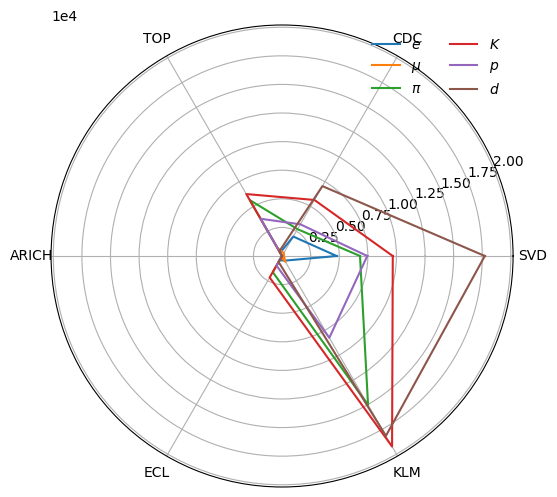 1e4
TOP
CDC
e
K
μ
p
π
d
2.00
1.75
1.50
1.25
1.00
0.75
0.50
0.25
ARICH
SVD
ECL
KLM